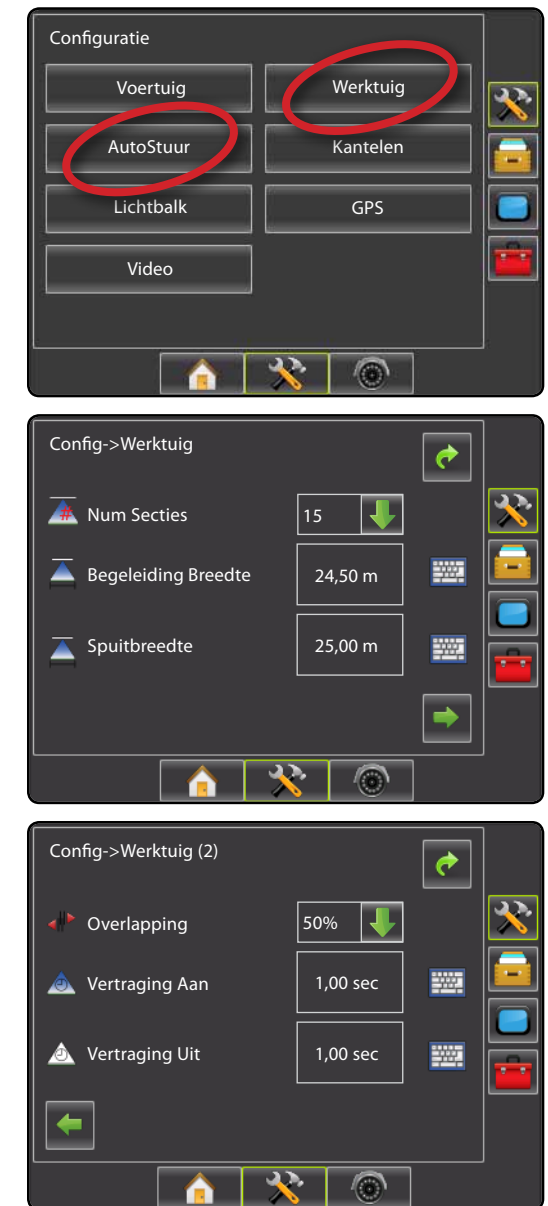 Configuratie
Voertuig
Werktuig
AutoStuur
Kantelen
Lichtbalk
GPS
Video
Config->Werktuig
Num Secties
15
Begeleiding Breedte
24,50 m
Spuitbreedte
25,00 m
Config->Werktuig (2)
Overlapping
50%
Vertraging Aan
1,00 sec
Vertraging Uit
1,00 sec